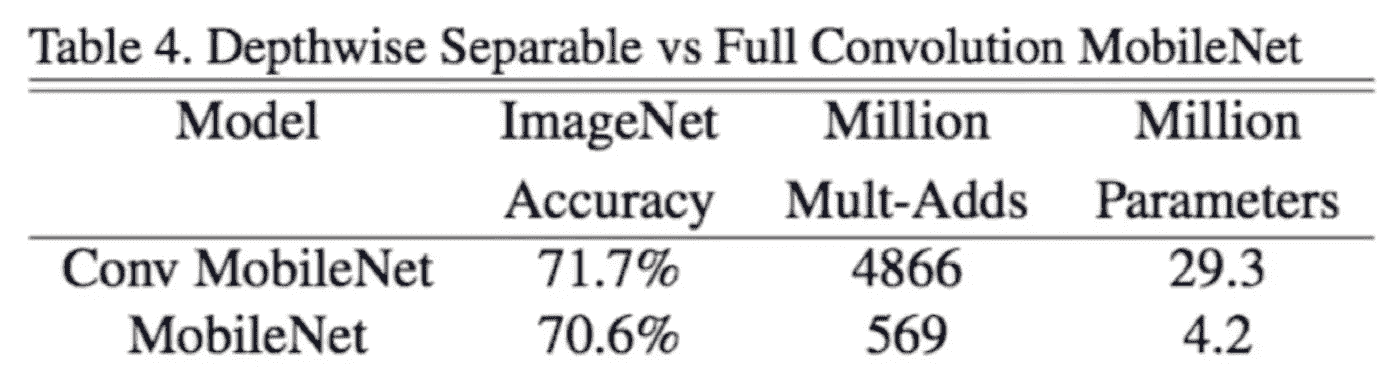 Table 4. Depthwise Separable vs Full Convolution MobileNet
Model ImageNet Million Million
Accuracy Mult-Adds Parameters
Conv MobileNet 71.7% 4866 29.3
MobileNet 70.6% 569 4.2